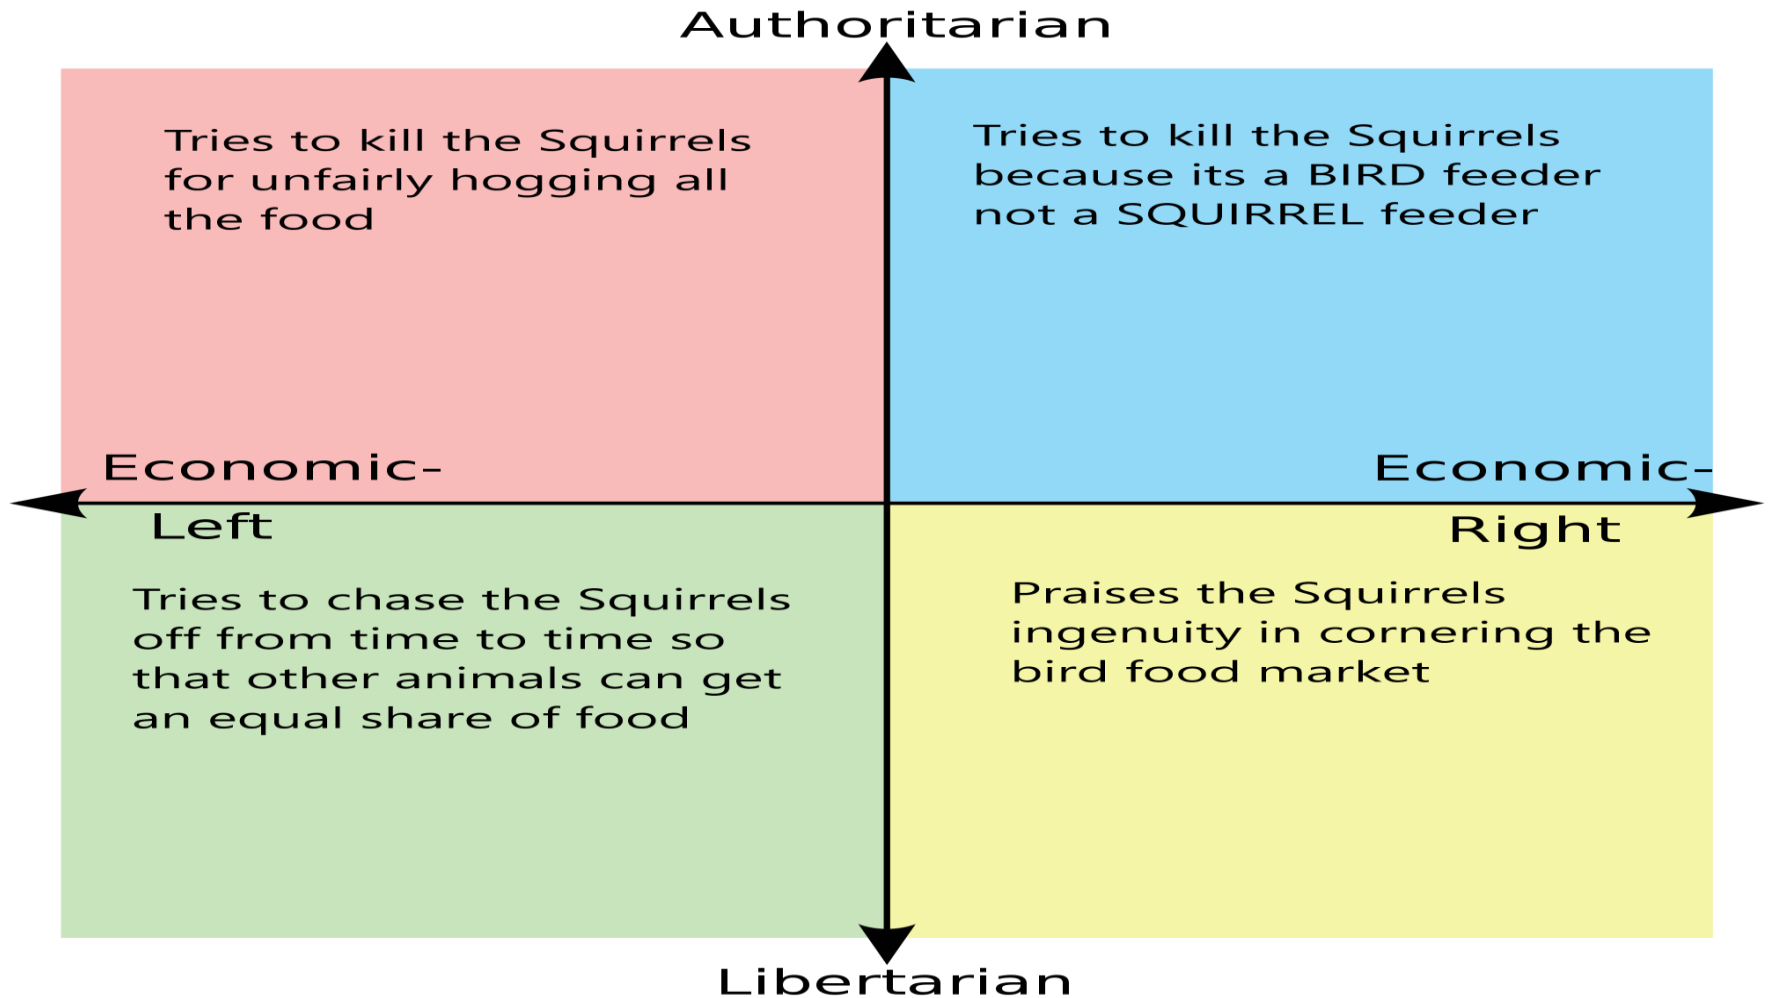 Authoritarian
Tries to kill the Squirrels
for unfairly hogging all
the food
Tries to kill the Squirrels
because its a BIRD feeder
not a SQUIRREL feeder
Economic-
Left
Economic-
Right
Tries to chase the Squirrels
off from time to time so
that other animals can get
an equal share of food
Praises the Squirrels
ingenuity in cornering the
bird food market
Libertarian